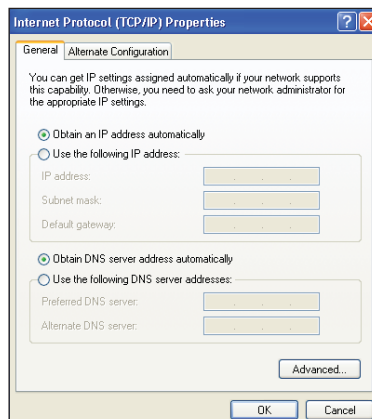 Internet Protocol (TCP/IP) Properties
General
Alternate Configuration
You can get IP settings assigned automatically if your network supports
this capability. Otherwise, you need to ask your network administrator for
the appropriate IP settings.
Obtain an IP address automatically
Use the following IP address:
IP address:
Subnet mask:
Default gateway:
Obtain DNS server address automatically
Use the following DNS server addresses:
Preferred DNS server:
Alternate DNS server:
Advanced...
OK
Cancel